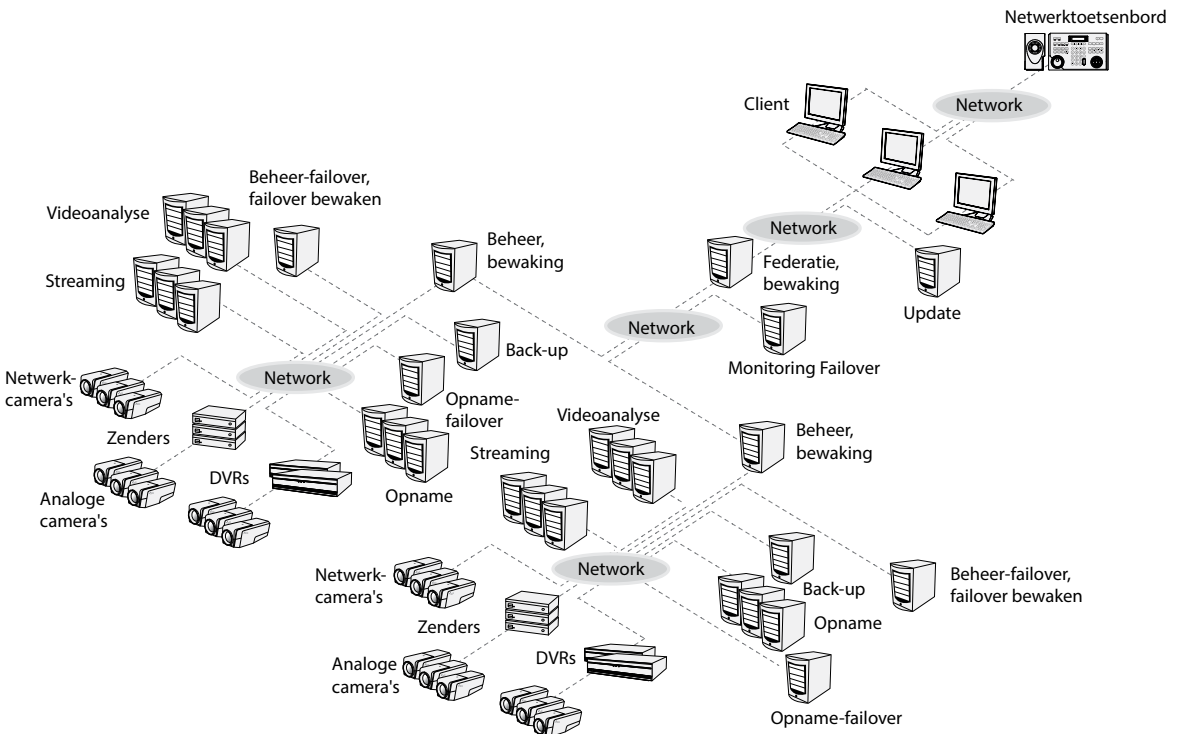 Netwerktoetsenbord
Client
Network
Beheer-failover,
failover bewaken
Videoanalyse
Network
Beheer,
bewaking
Federatie,
bewaking
Streaming
Update
Network
Back-up
Monitoring Failover
Netwerk-
camera's
Network
Opname-
failover
Videoanalyse
Zenders
Beheer,
bewaking
Streaming
DVRs
Analoge
camera's
Opname
Network
Netwerk-
camera's
Back-up
Beheer-failover,
failover bewaken
Zenders
Opname
DVRs
Analoge
camera's
Opname-failover